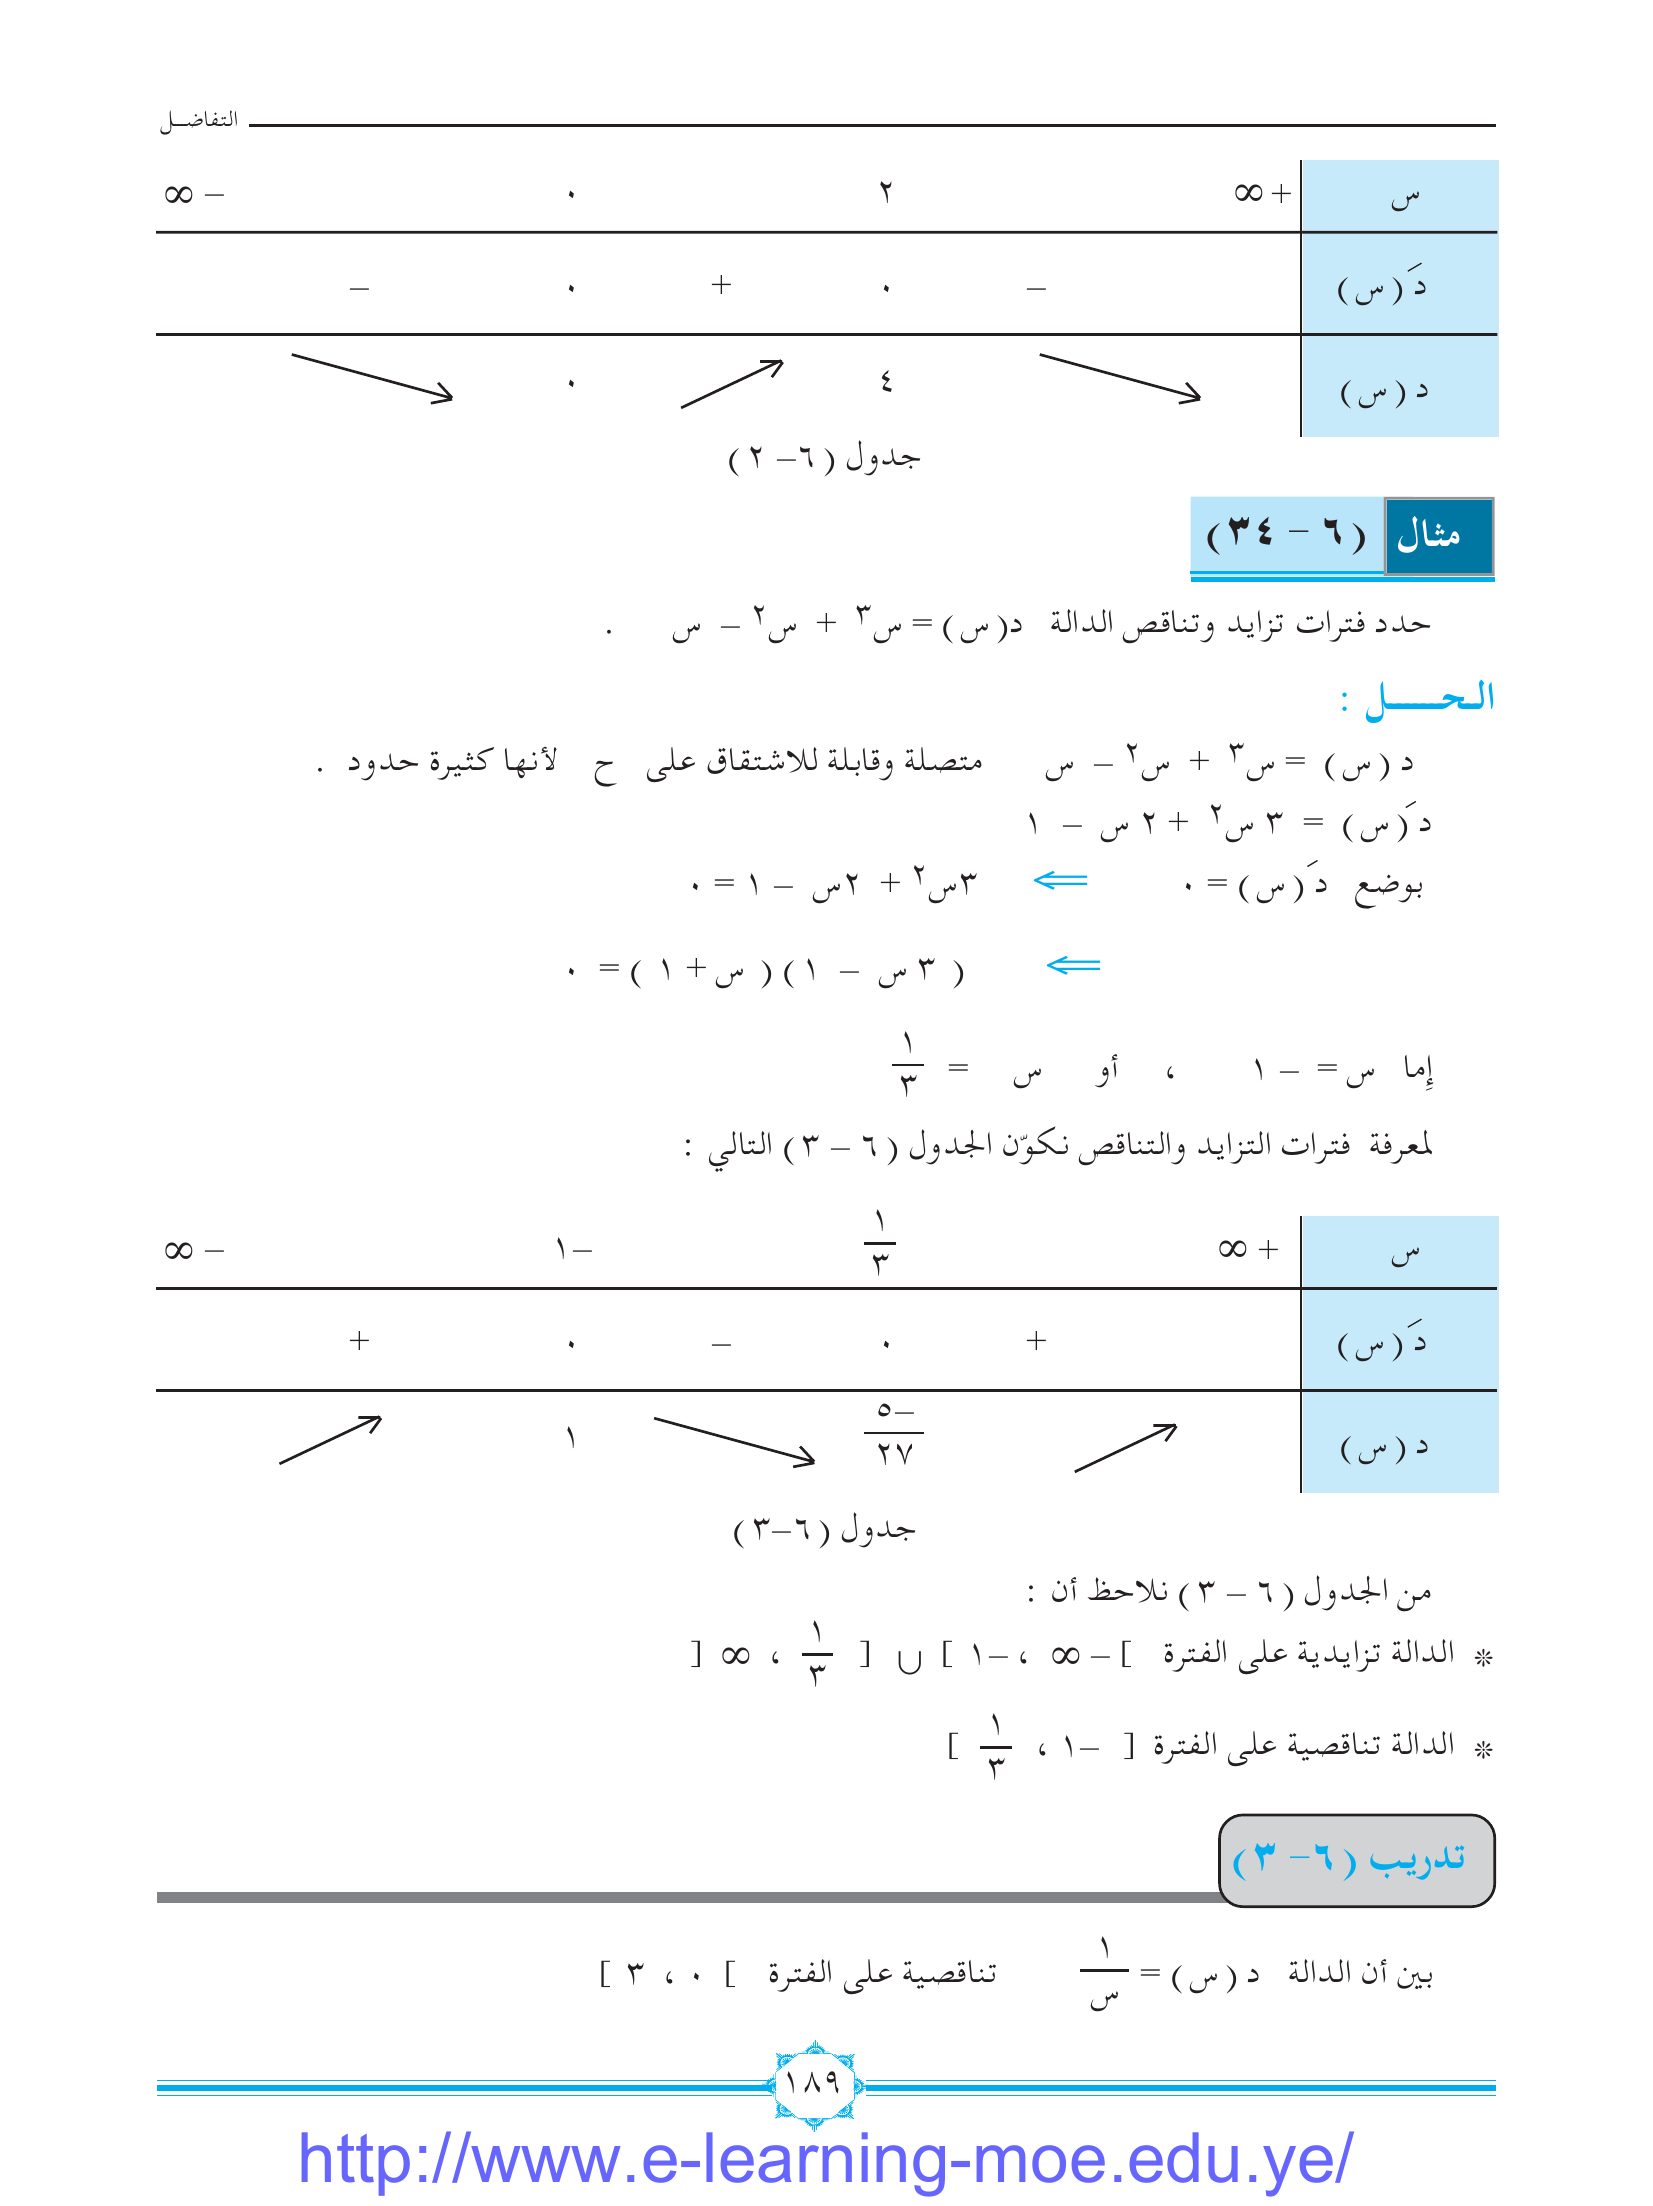 التفاضل
س +∞ ٢ ٠ –∞
دَ (س) – ٠ + ٠ –
د (س) ٤ ٠
جدول (٦– ٢)
مثال (٦ – ٣٤)
حدد فترات تزايد وتناقص الدالة د(س) = س٣ + س٢ – س .
الحــــل :
د (س) = س٣ + س٢ – س متصلة وقابلة للاشتقاق على ح لأنها كثيرة حدود .
دَ (س) = ٣ س٢ + ٢ س – ١
بوضع دَ (س) = ٠ ⇐ ٣س٢ + ٢س – ١ = ٠
⇐ ( ٣ س – ١ ) ( س + ١ ) = ٠
إما س = – ١ ، أو س = ١/٣
لمعرفة فترات التزايد والتناقص نكوّن الجدول (٦ – ٣) التالي :
س +∞ ١/٣ –١ –∞
دَ (س) + ٠ – ٠ +
د (س) –٥/٢٧ ١
جدول (٦–٣)
من الجدول (٦ – ٣) نلاحظ أن :
❊ الدالة تزايدية على الفترة ] –∞ ، –١ [ ∪ ] ١/٣ ، ∞ [
❊ الدالة تناقصية على الفترة ] –١ ، ١/٣ [
تدريب (٦– ٣)
بين أن الدالة د (س) = ١/س تناقصية على الفترة ] ٠ ، ٣ [
١٨٩
http://www.e-learning-moe.edu.ye/